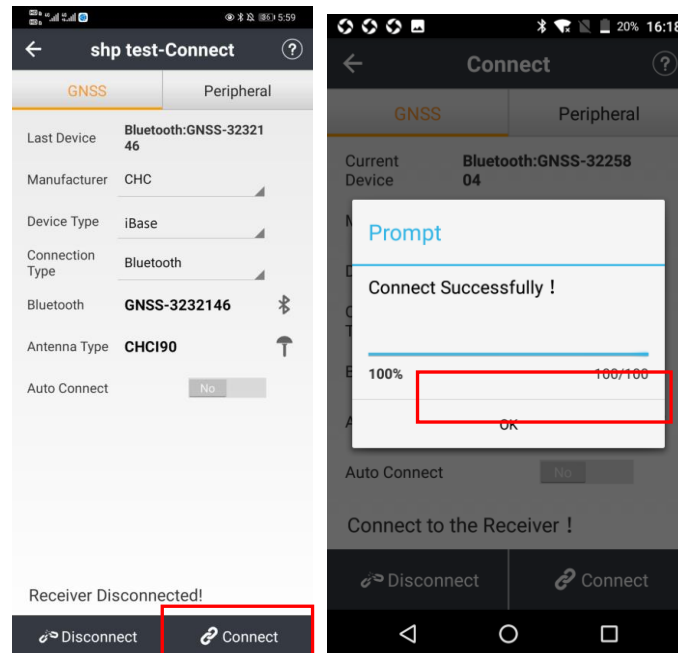 5:59
shp test-Connect
GNSS Peripheral
Last Device Bluetooth:GNSS-32321
46
Manufacturer CHC
Device Type iBase
Connection
Type Bluetooth
Bluetooth GNSS-3232146
Antenna Type CHCI90
Auto Connect No
Receiver Disconnected!
Disconnect Connect
20% 16:18
Connect
GNSS Peripheral
Current
Device Bluetooth:GNSS-32258
04
Prompt
Connect Successfully！
100% 100/100
OK
Auto Connect No
Connect to the Receiver！
Disconnect Connect